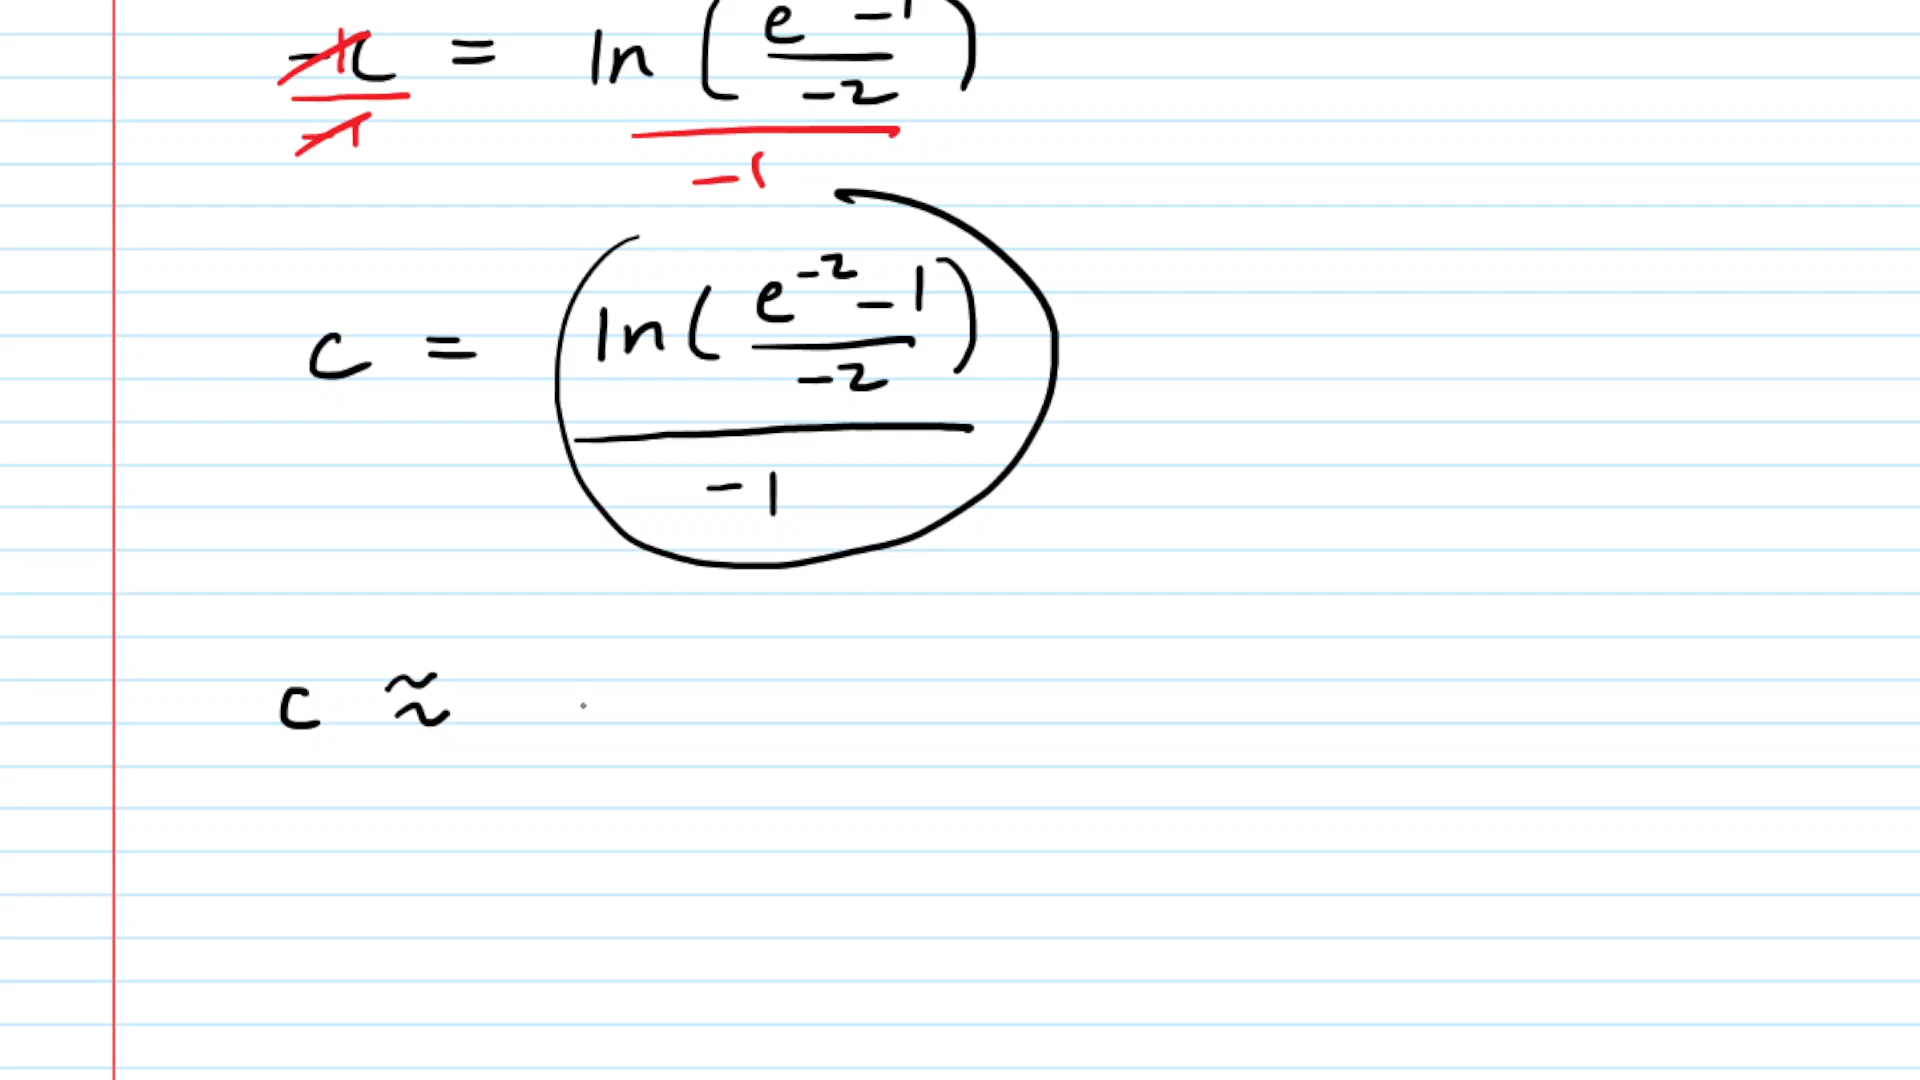 -1c = ln( (e -1)/(-2) )
-1 -1
c = ln( (e^-2 - 1)/(-2) ) / -1
c ≈